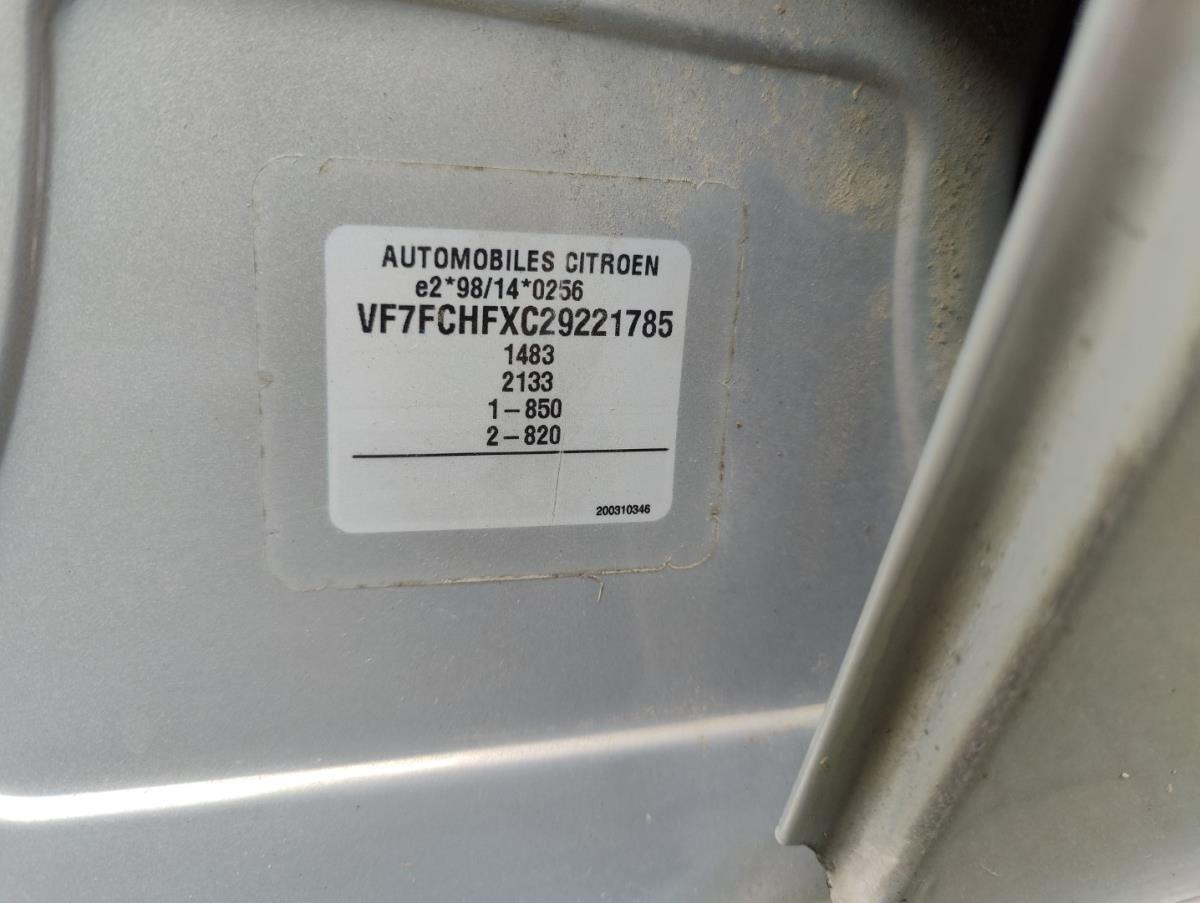 AUTOMOBILES CITROEN
e2*98/14*0256
VF7FCHFXC29221785
1483
2133
1-850
2-820
200310346